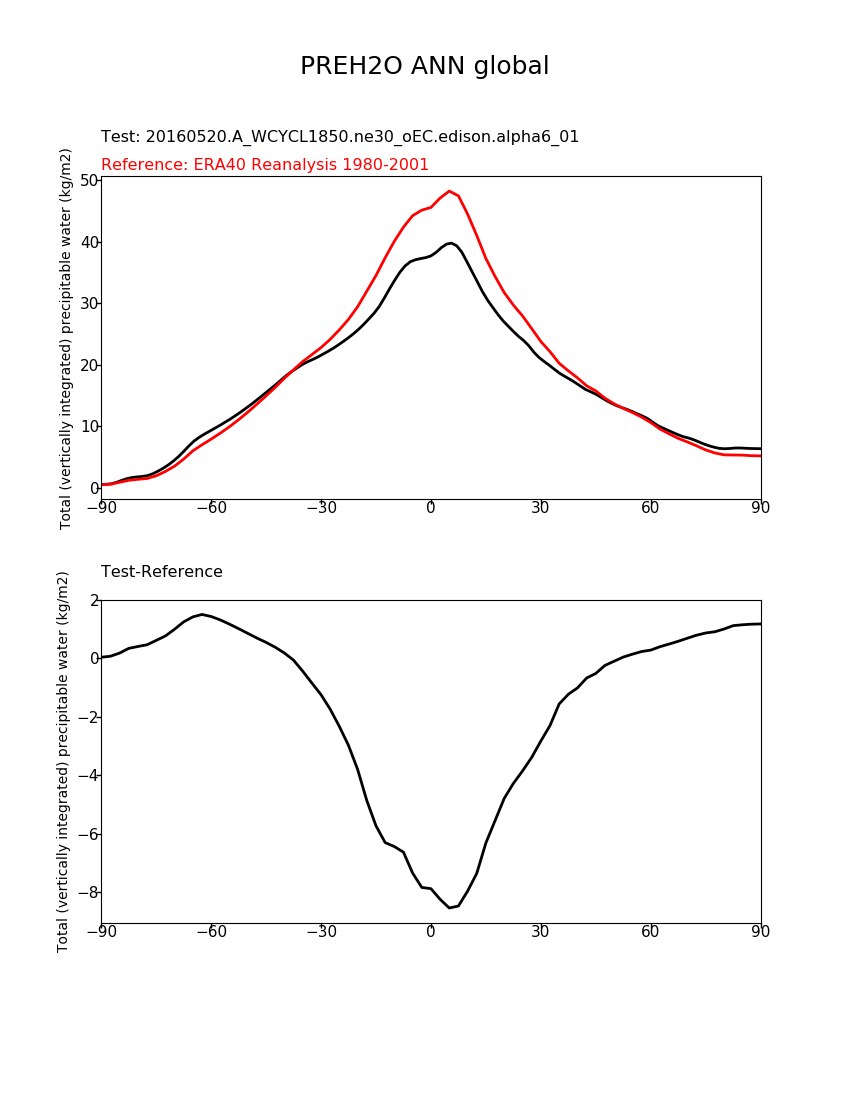 PREH2O ANN global
Test: 20160520.A_WCYCL1850.ne30_oEC.edison.alpha6_01
Reference: ERA40 Reanalysis 1980-2001
Total (vertically integrated) precipitable water (kg/m2)
50
40
30
20
10
0
−90 −60 −30 0 30 60 90
Test-Reference
Total (vertically integrated) precipitable water (kg/m2)
2
0
−2
−4
−6
−8
−90 −60 −30 0 30 60 90